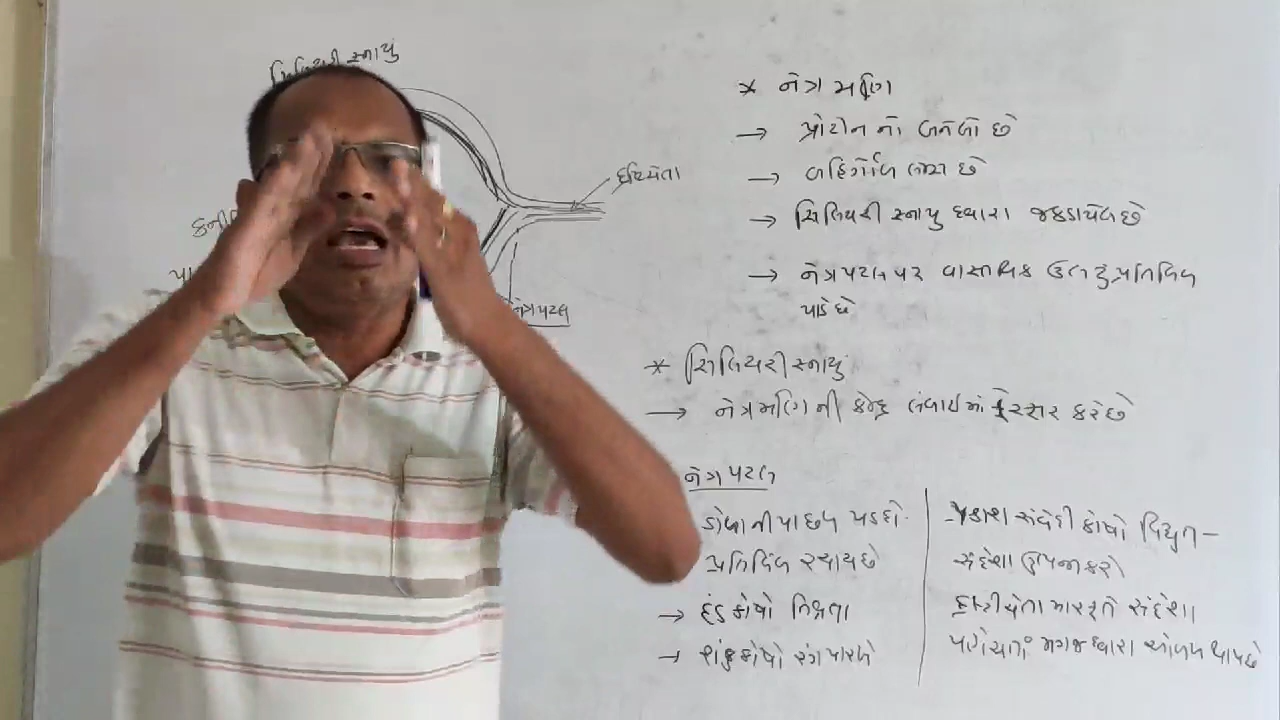 સિલિયરી સ્નાયુ
દ્રષ્ટિચેતા
નેત્રપટલ
* નેત્રમણિ
→ પ્રોટીન નો બનેલો છે
→ બહિર્ગોળ લેન્સ છે
→ સિલિયરી સ્નાયુ ધ્વારા જકડાયેલ છે
→ નેત્રપટલ પર વાસ્તવિક ઉલટુ પ્રતિબિંબ
પાડે છે
* સિલિયરી સ્નાયુ
→ નેત્રમણિ ની કેન્દ્ર લંબાઈ માં ફેરફાર કરે છે
નેત્રપટલ
ડોળાની પાછળ પડદો
પ્રતિબિંબ રચાય છે
→ દંડકોષો તિવ્રતા
→ શંકુકોષો રંગ પારખે
પ્રકાશ સંવેદી કોષો વિદ્યુત -
સંદેશા ઉત્પન્ન કરે
દ્રષ્ટીચેતા મારફતે સંદેશા
પહોંચતાં મગજ ધ્વારા ઓળખ થાય છે